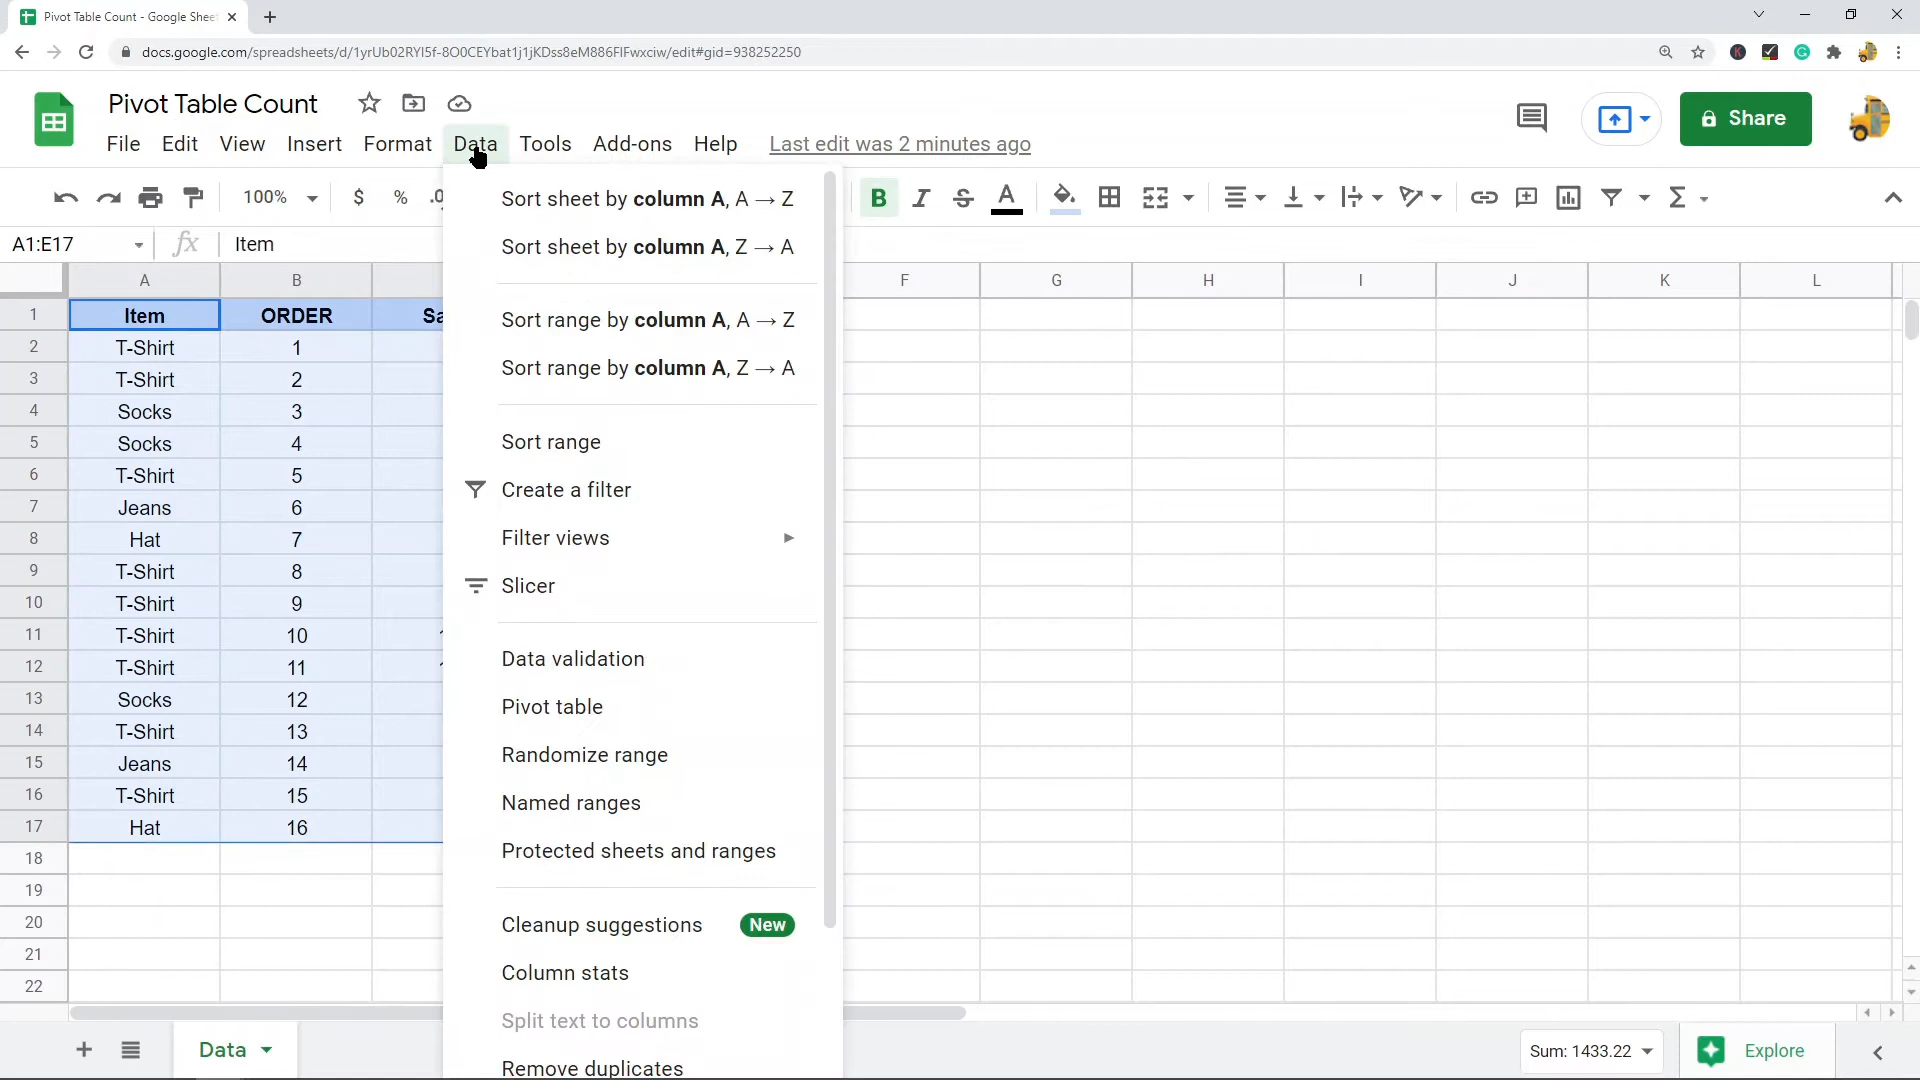 Pivot Table Count - Google Shee
docs.google.com/spreadsheets/d/1yrUb02RYI5f-8O0CEYbat1j1jKDss8eM886FIFwxciw/edit#gid=938252250
Pivot Table Count
Share
File Edit View Insert Format Data Tools Add-ons Help Last edit was 2 minutes ago
100% $ % .0 B I S A
A1:E17 fx Item
A B F G H I J K L
1 Item ORDER Sa
2 T-Shirt 1
3 T-Shirt 2
4 Socks 3
5 Socks 4
6 T-Shirt 5
7 Jeans 6
8 Hat 7
9 T-Shirt 8
10 T-Shirt 9
11 T-Shirt 10
12 T-Shirt 11
13 Socks 12
14 T-Shirt 13
15 Jeans 14
16 T-Shirt 15
17 Hat 16
18
19
20
21
22
Sort sheet by column A, A → Z
Sort sheet by column A, Z → A
Sort range by column A, A → Z
Sort range by column A, Z → A
Sort range
Create a filter
Filter views
Slicer
Data validation
Pivot table
Randomize range
Named ranges
Protected sheets and ranges
Cleanup suggestions New
Column stats
Split text to columns
Remove duplicates
Data
Sum: 1433.22
Explore